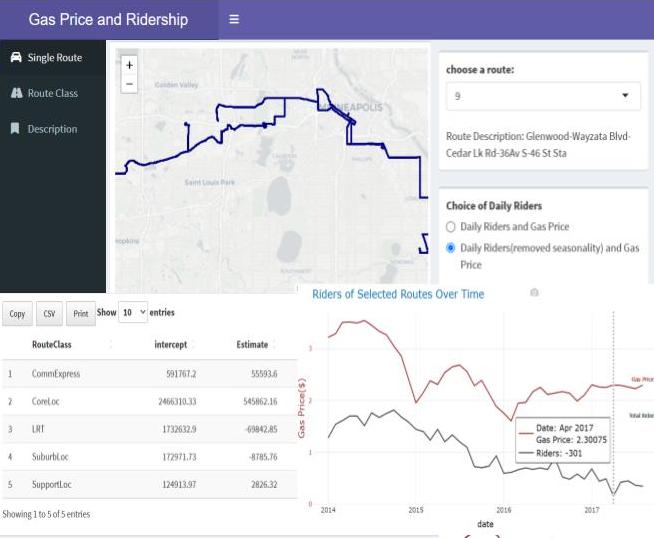 Gas Price and Ridership
Single Route
Route Class
Description
+
−
Golden Valley
MINNEAPOLIS
Saint Louis Park
Hopkins
SOUTHWEST
choose a route:
9
Route Description: Glenwood-Wayzata Blvd-
Cedar Lk Rd-36Av S-46 St Sta
Choice of Daily Riders
Daily Riders and Gas Price
Daily Riders(removed seasonality) and Gas
Price
Copy CSV Print Show 10 entries
RouteClass intercept Estimate
1 CommExpress 591767.2 55593.6
2 CoreLoc 2466310.33 545862.16
3 LRT 1732632.9 -69842.85
4 SuburbLoc 172971.73 -8785.76
5 SupportLoc 124913.97 2826.32
Showing 1 to 5 of 5 entries
Riders of Selected Routes Over Time
Gas Price($)
3
2
1
0
Gas Price
Date: Apr 2017
Gas Price: 2.30075
Riders: -301
2014 2015 2016 2017
date